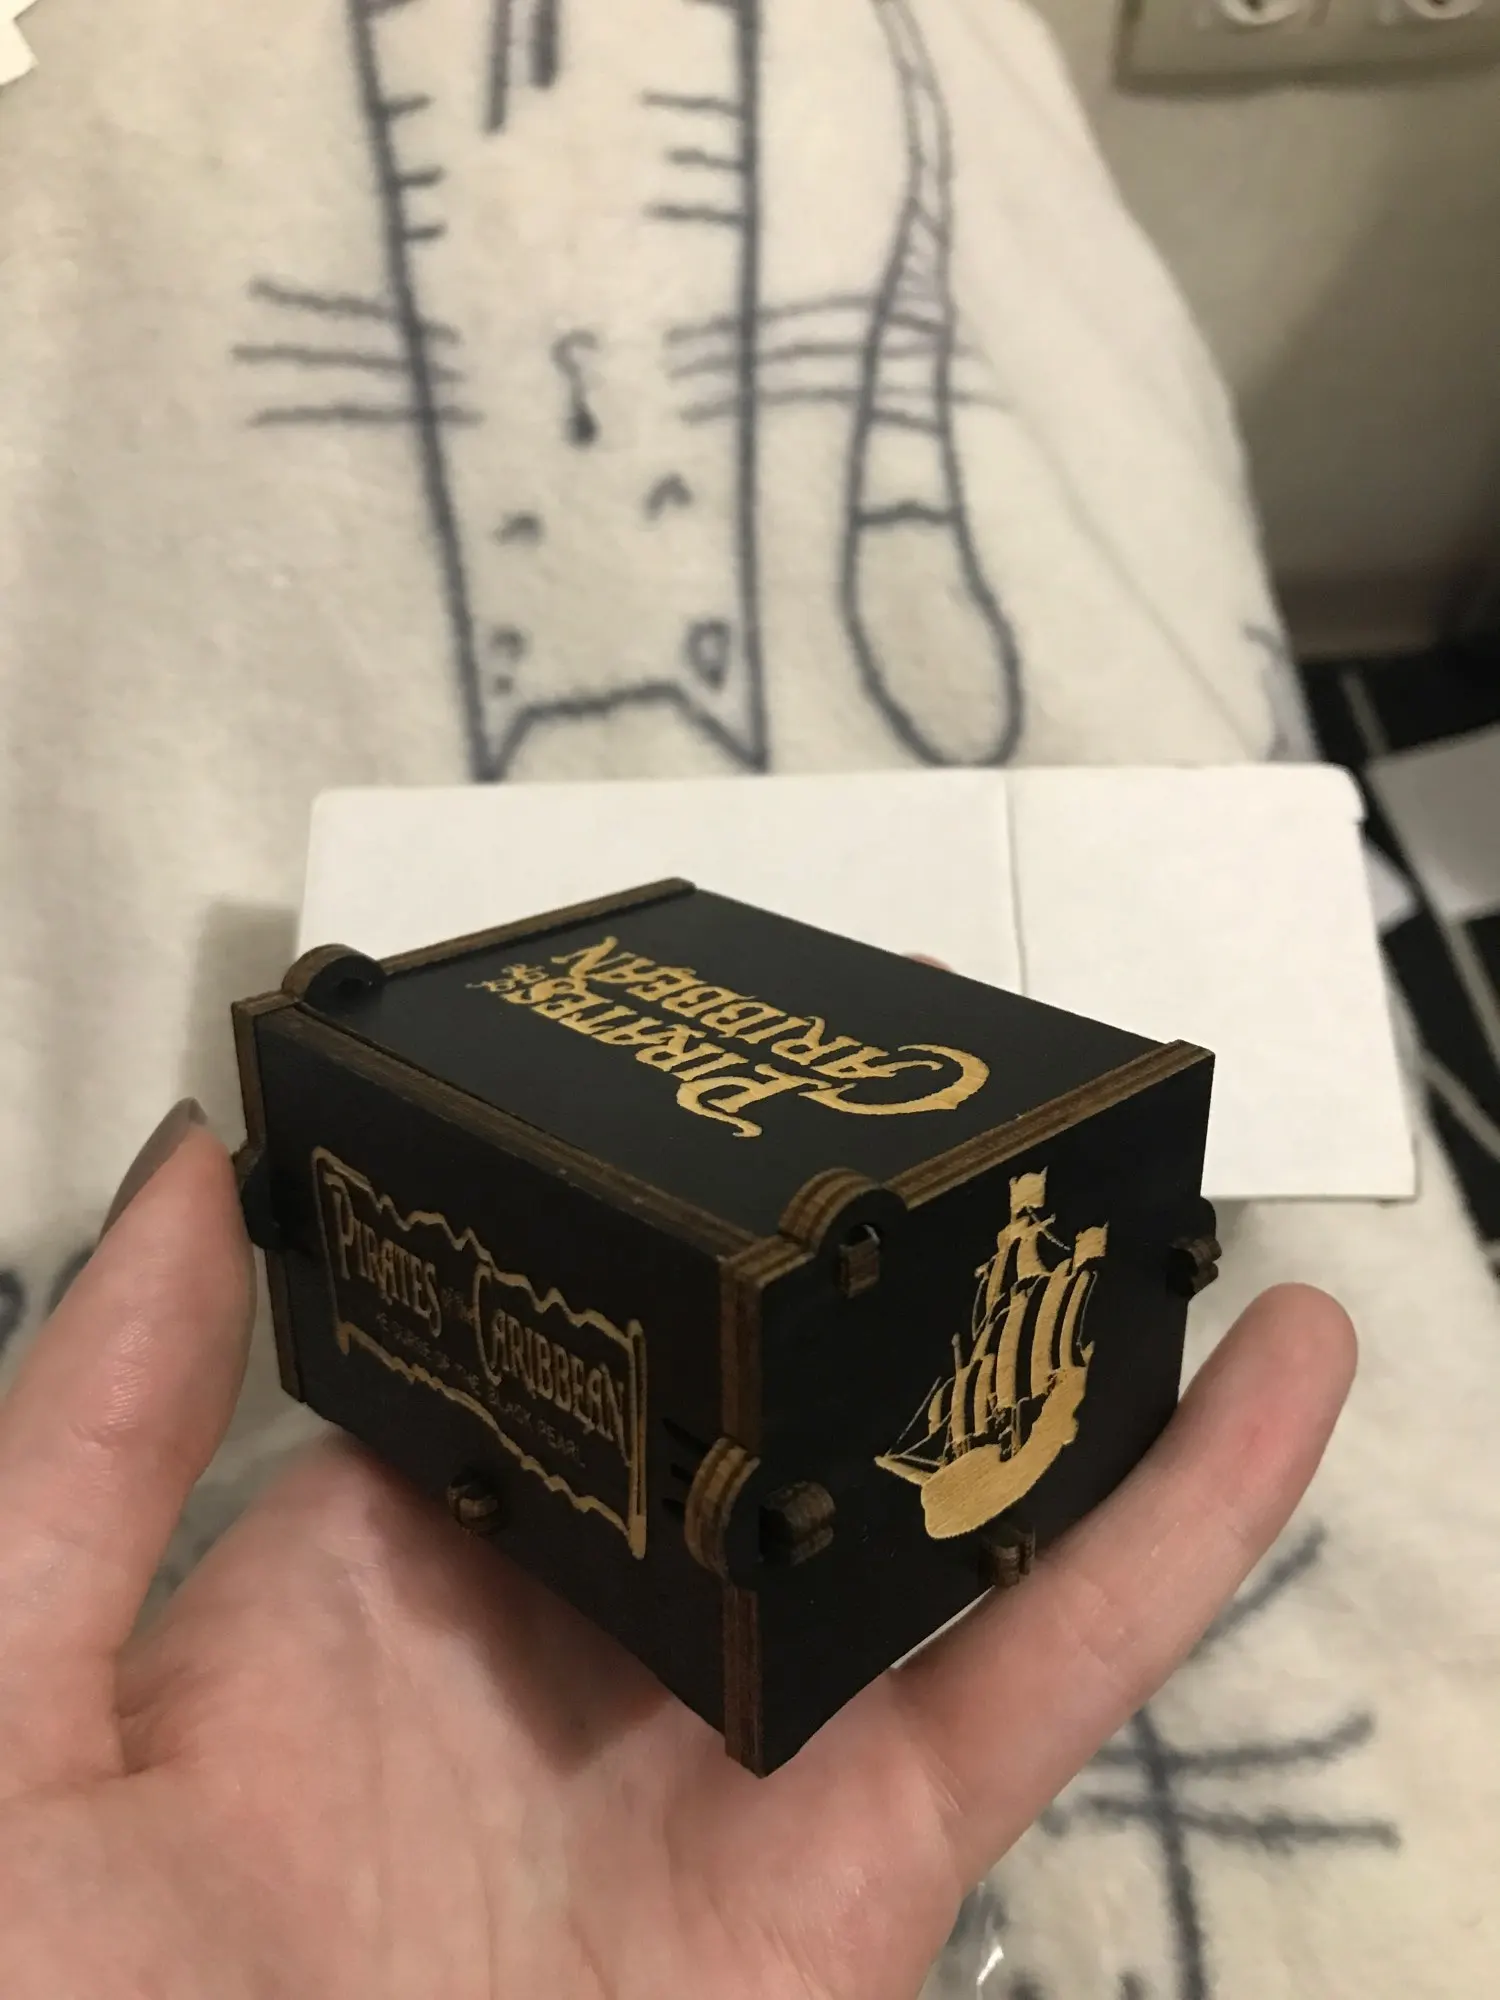 PIRATES
of the
CARIBBEAN
PIRATES of the CARIBBEAN
THE CURSE OF THE BLACK PEARL